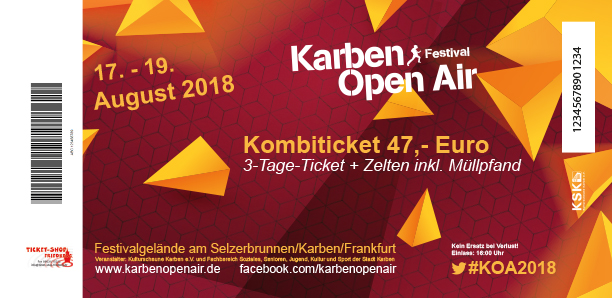 17. - 19.
August 2018
Karben Festival
Open Air
Kombiticket 47,- Euro
3-Tage-Ticket + Zelten inkl. Müllpfand
Festivalgelände am Selzerbrunnen/Karben/Frankfurt
Veranstalter: Kulturscheune Karben e.V. und Fachbereich Soziales, Senioren, Jugend, Kultur und Sport der Stadt Karben
www.karbenopenair.de facebook.com/karbenopenair
Kein Ersatz bei Verlust!
Einlass: 16:00 Uhr
#KOA2018
12345678901234
KSK
TICKET-SHOP
FRIEDBERG